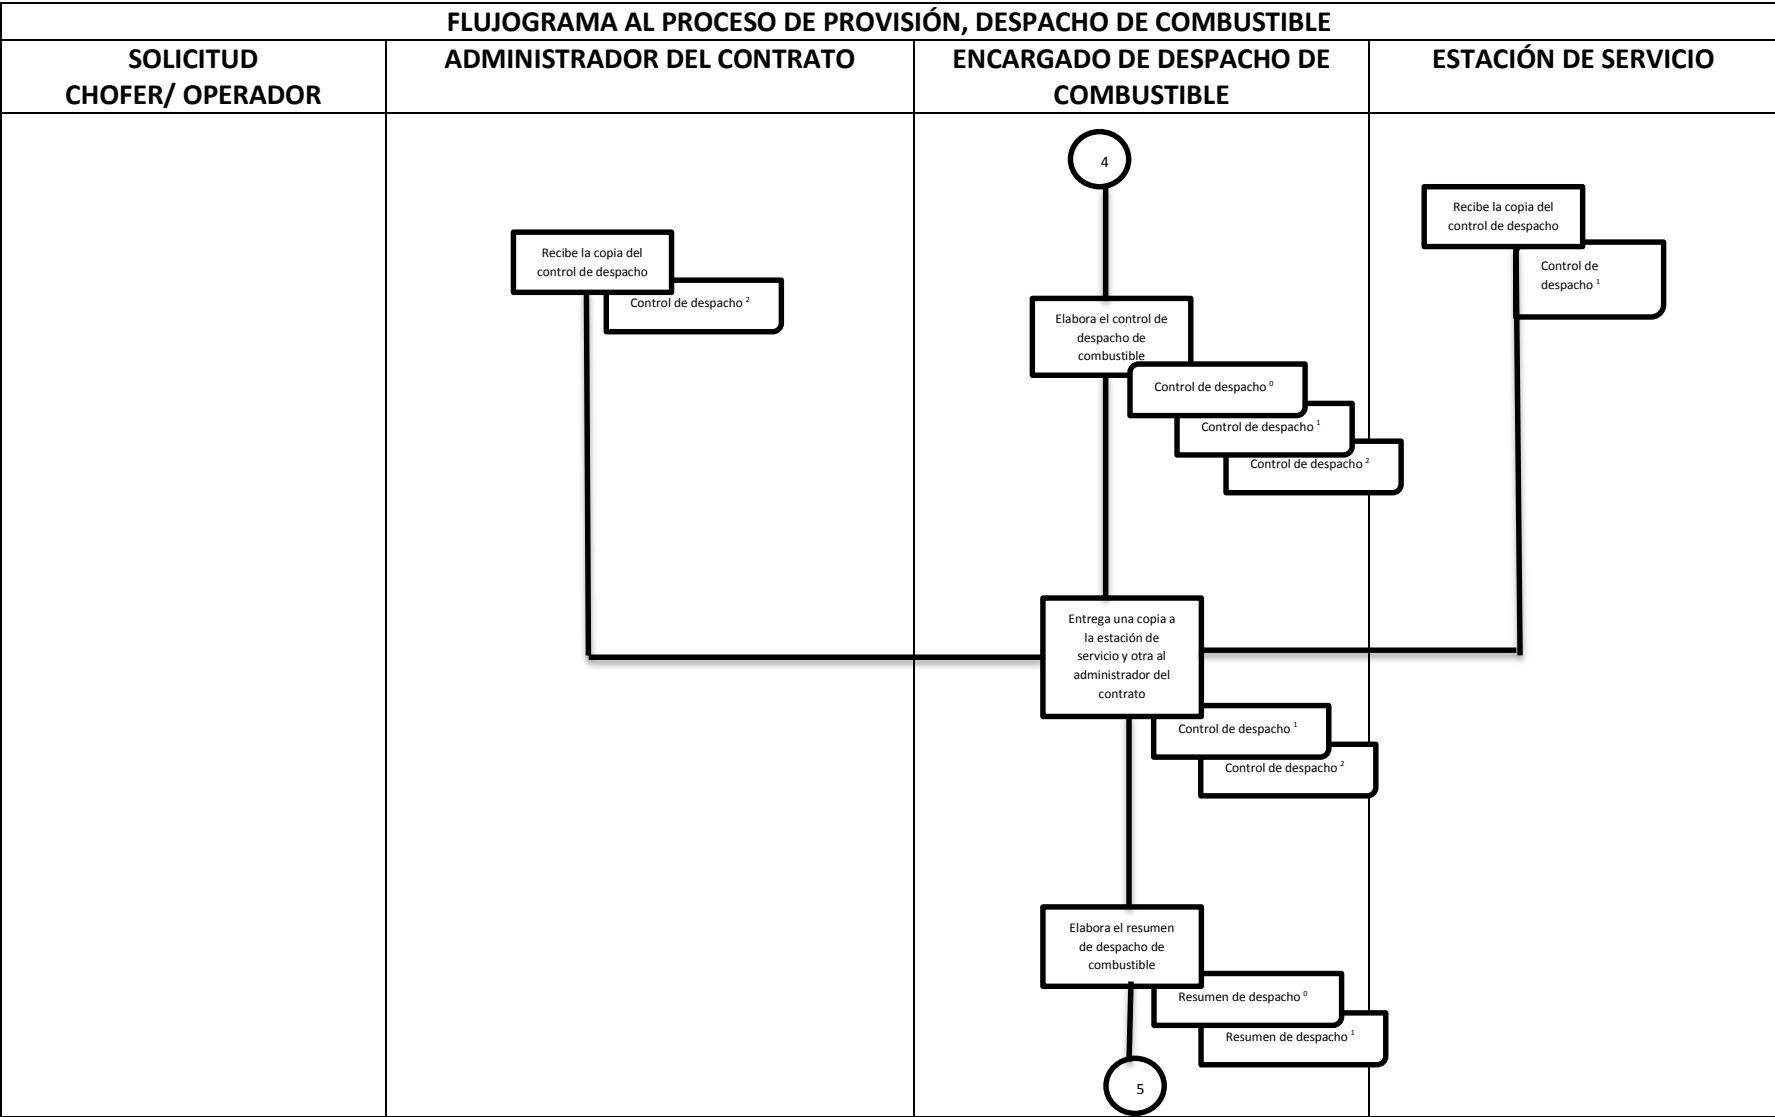 FLUJOGRAMA AL PROCESO DE PROVISIÓN, DESPACHO DE COMBUSTIBLE
SOLICITUD
CHOFER/ OPERADOR
ADMINISTRADOR DEL CONTRATO
ENCARGADO DE DESPACHO DE
COMBUSTIBLE
ESTACIÓN DE SERVICIO
4
Recibe la copia del
control de despacho
Control de
despacho ¹
Recibe la copia del
control de despacho
Control de despacho ²
Elabora el control de
despacho de
combustible
Control de despacho ⁰
Control de despacho ¹
Control de despacho ²
Entrega una copia a
la estación de
servicio y otra al
administrador del
contrato
Control de despacho ¹
Control de despacho ²
Elabora el resumen
de despacho de
combustible
Resumen de despacho ⁰
Resumen de despacho ¹
5